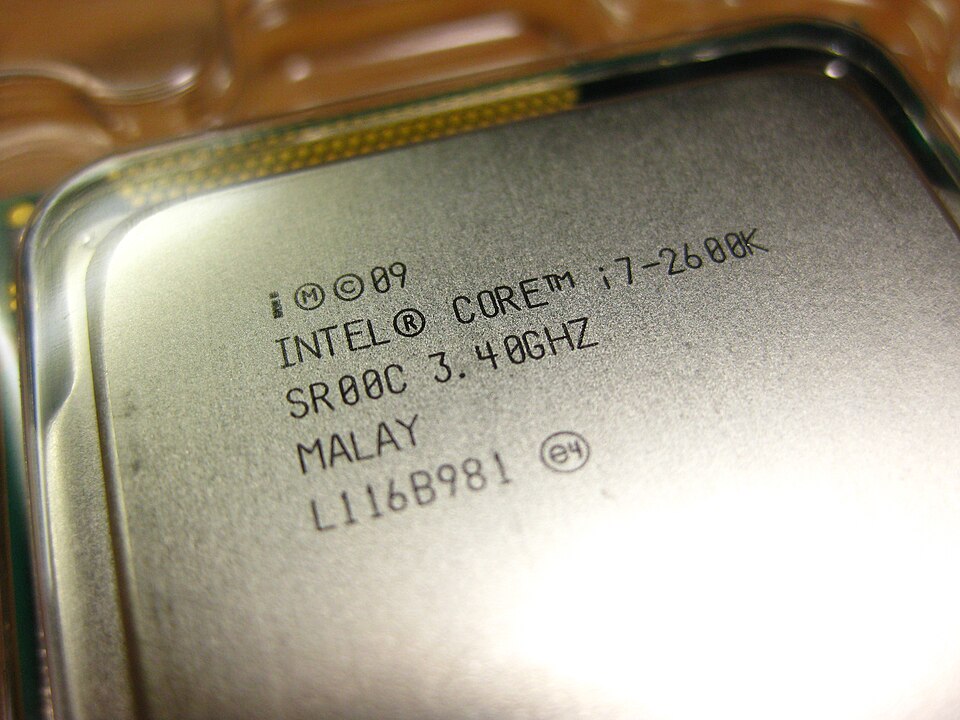 i Ⓜ © 09
INTEL® CORE™ i7-2600K
SR00C 3.40GHZ
MALAY
L116B981 e4